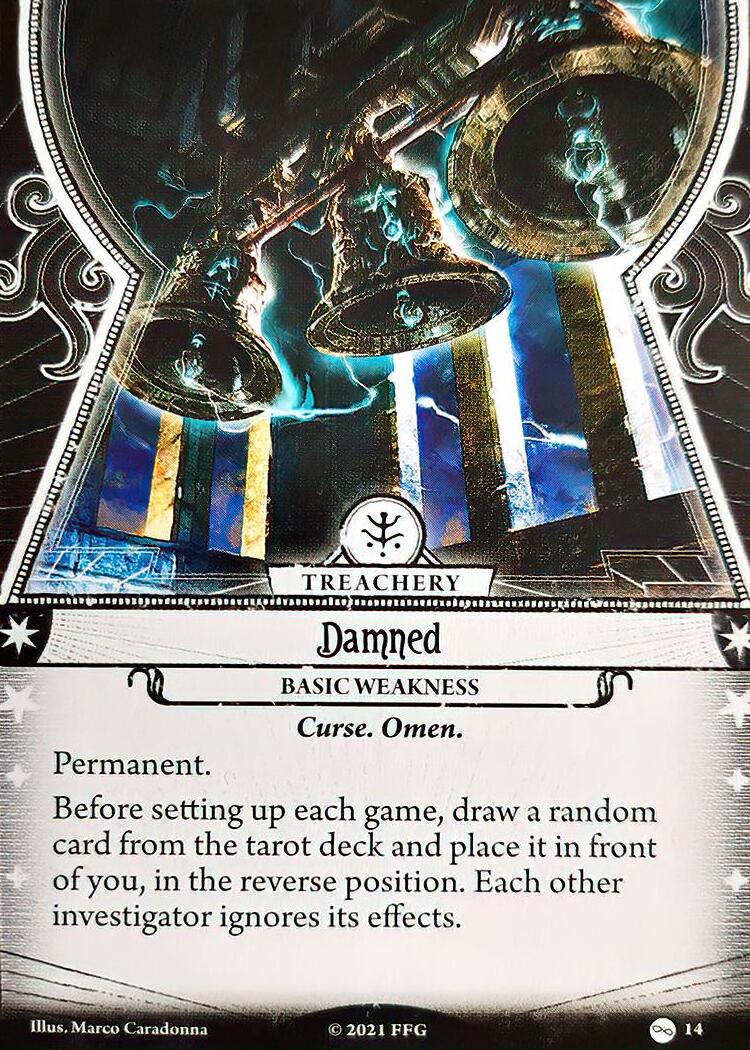 TREACHERY
Damned
BASIC WEAKNESS
Curse. Omen.
Permanent.
Before setting up each game, draw a random
card from the tarot deck and place it in front
of you, in the reverse position. Each other
investigator ignores its effects.
Illus. Marco Caradonna © 2021 FFG 14